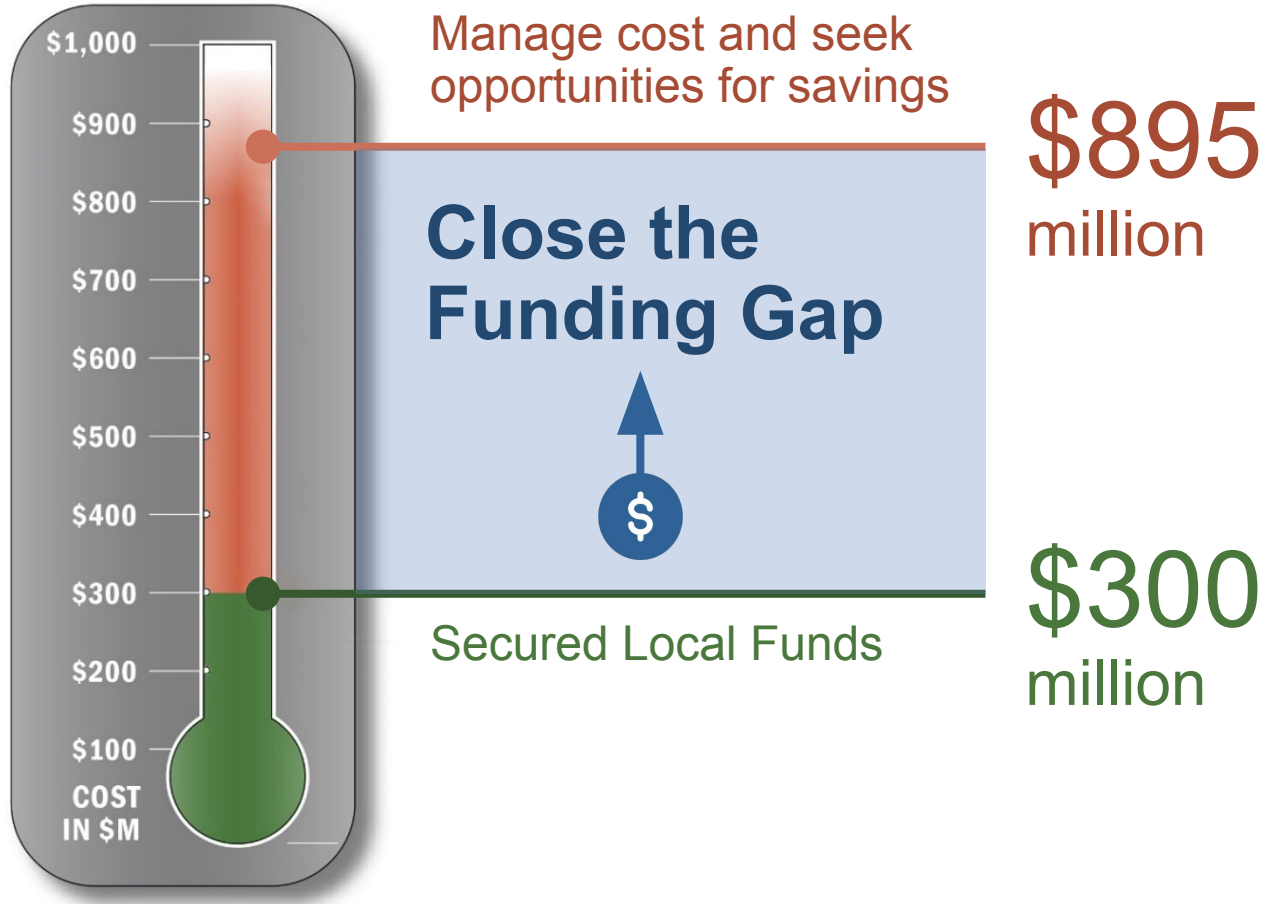 $1,000
$900
$800
$700
$600
$500
$400
$300
$200
$100
COST
IN $M
Manage cost and seek
opportunities for savings
$895
million
Close the
Funding Gap
$
$300
million
Secured Local Funds